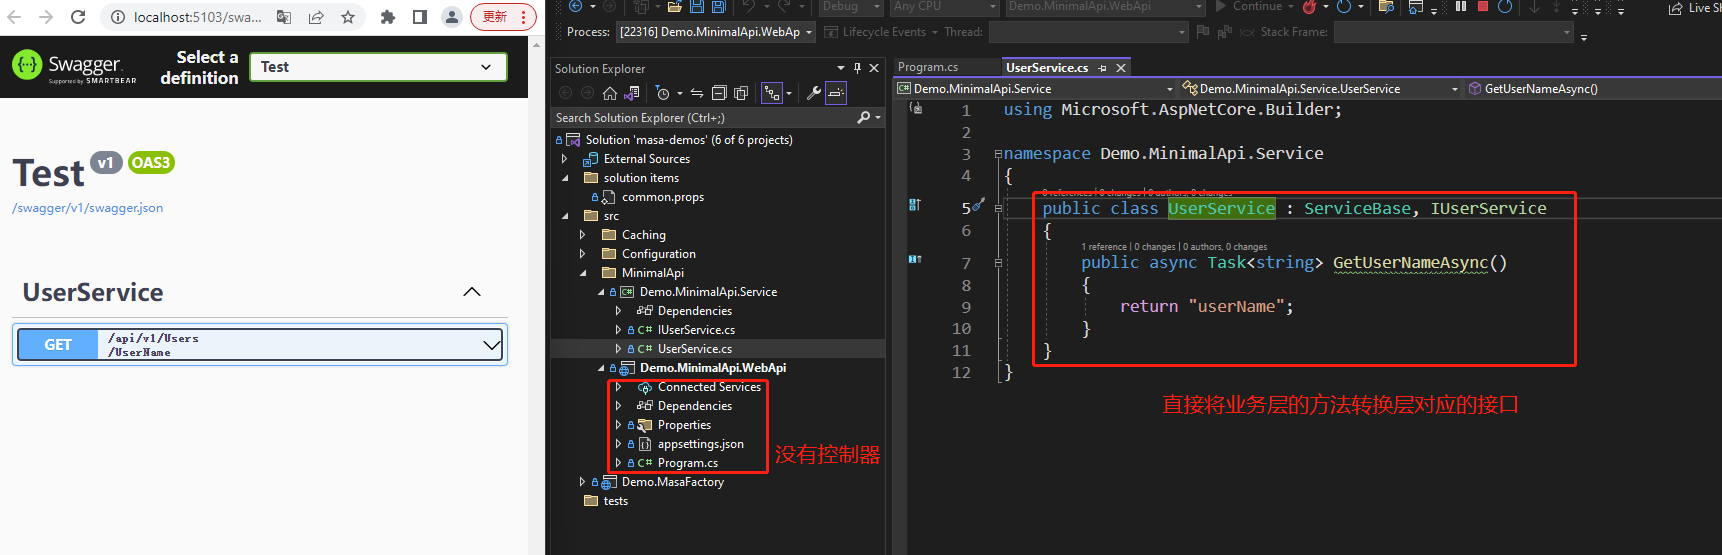 localhost:5103/swa...
更新
Swagger.
Supported by SMARTBEAR
Select a definition
Test
Test v1 OAS3
/swagger/v1/swagger.json
UserService
GET
/api/v1/Users
/UserName
Debug
Any CPU
Demo.MinimalApi.WebApi
Continue
Live Sh
Process:
[22316] Demo.MinimalApi.WebAp
Lifecycle Events
Thread:
Stack Frame:
Solution Explorer
Search Solution Explorer (Ctrl+;)
Solution 'masa-demos' (6 of 6 projects)
External Sources
solution items
common.props
src
Caching
Configuration
MinimalApi
Demo.MinimalApi.Service
Dependencies
C# IUserService.cs
C# UserService.cs
Demo.MinimalApi.WebApi
Connected Services
Dependencies
Properties
appsettings.json
C# Program.cs
没有控制器
Demo.MasaFactory
tests
Program.cs
UserService.cs
Demo.MinimalApi.Service
Demo.MinimalApi.Service.UserService
GetUserNameAsync()
1 using Microsoft.AspNetCore.Builder;
2
3 namespace Demo.MinimalApi.Service
4 {
0 references | 0 changes | 0 authors, 0 changes
5 public class UserService : ServiceBase, IUserService
6 {
1 reference | 0 changes | 0 authors, 0 changes
7 public async Task<string> GetUserNameAsync()
8 {
9 return "userName";
10 }
11 }
12 }
直接将业务层的方法转换层对应的接口